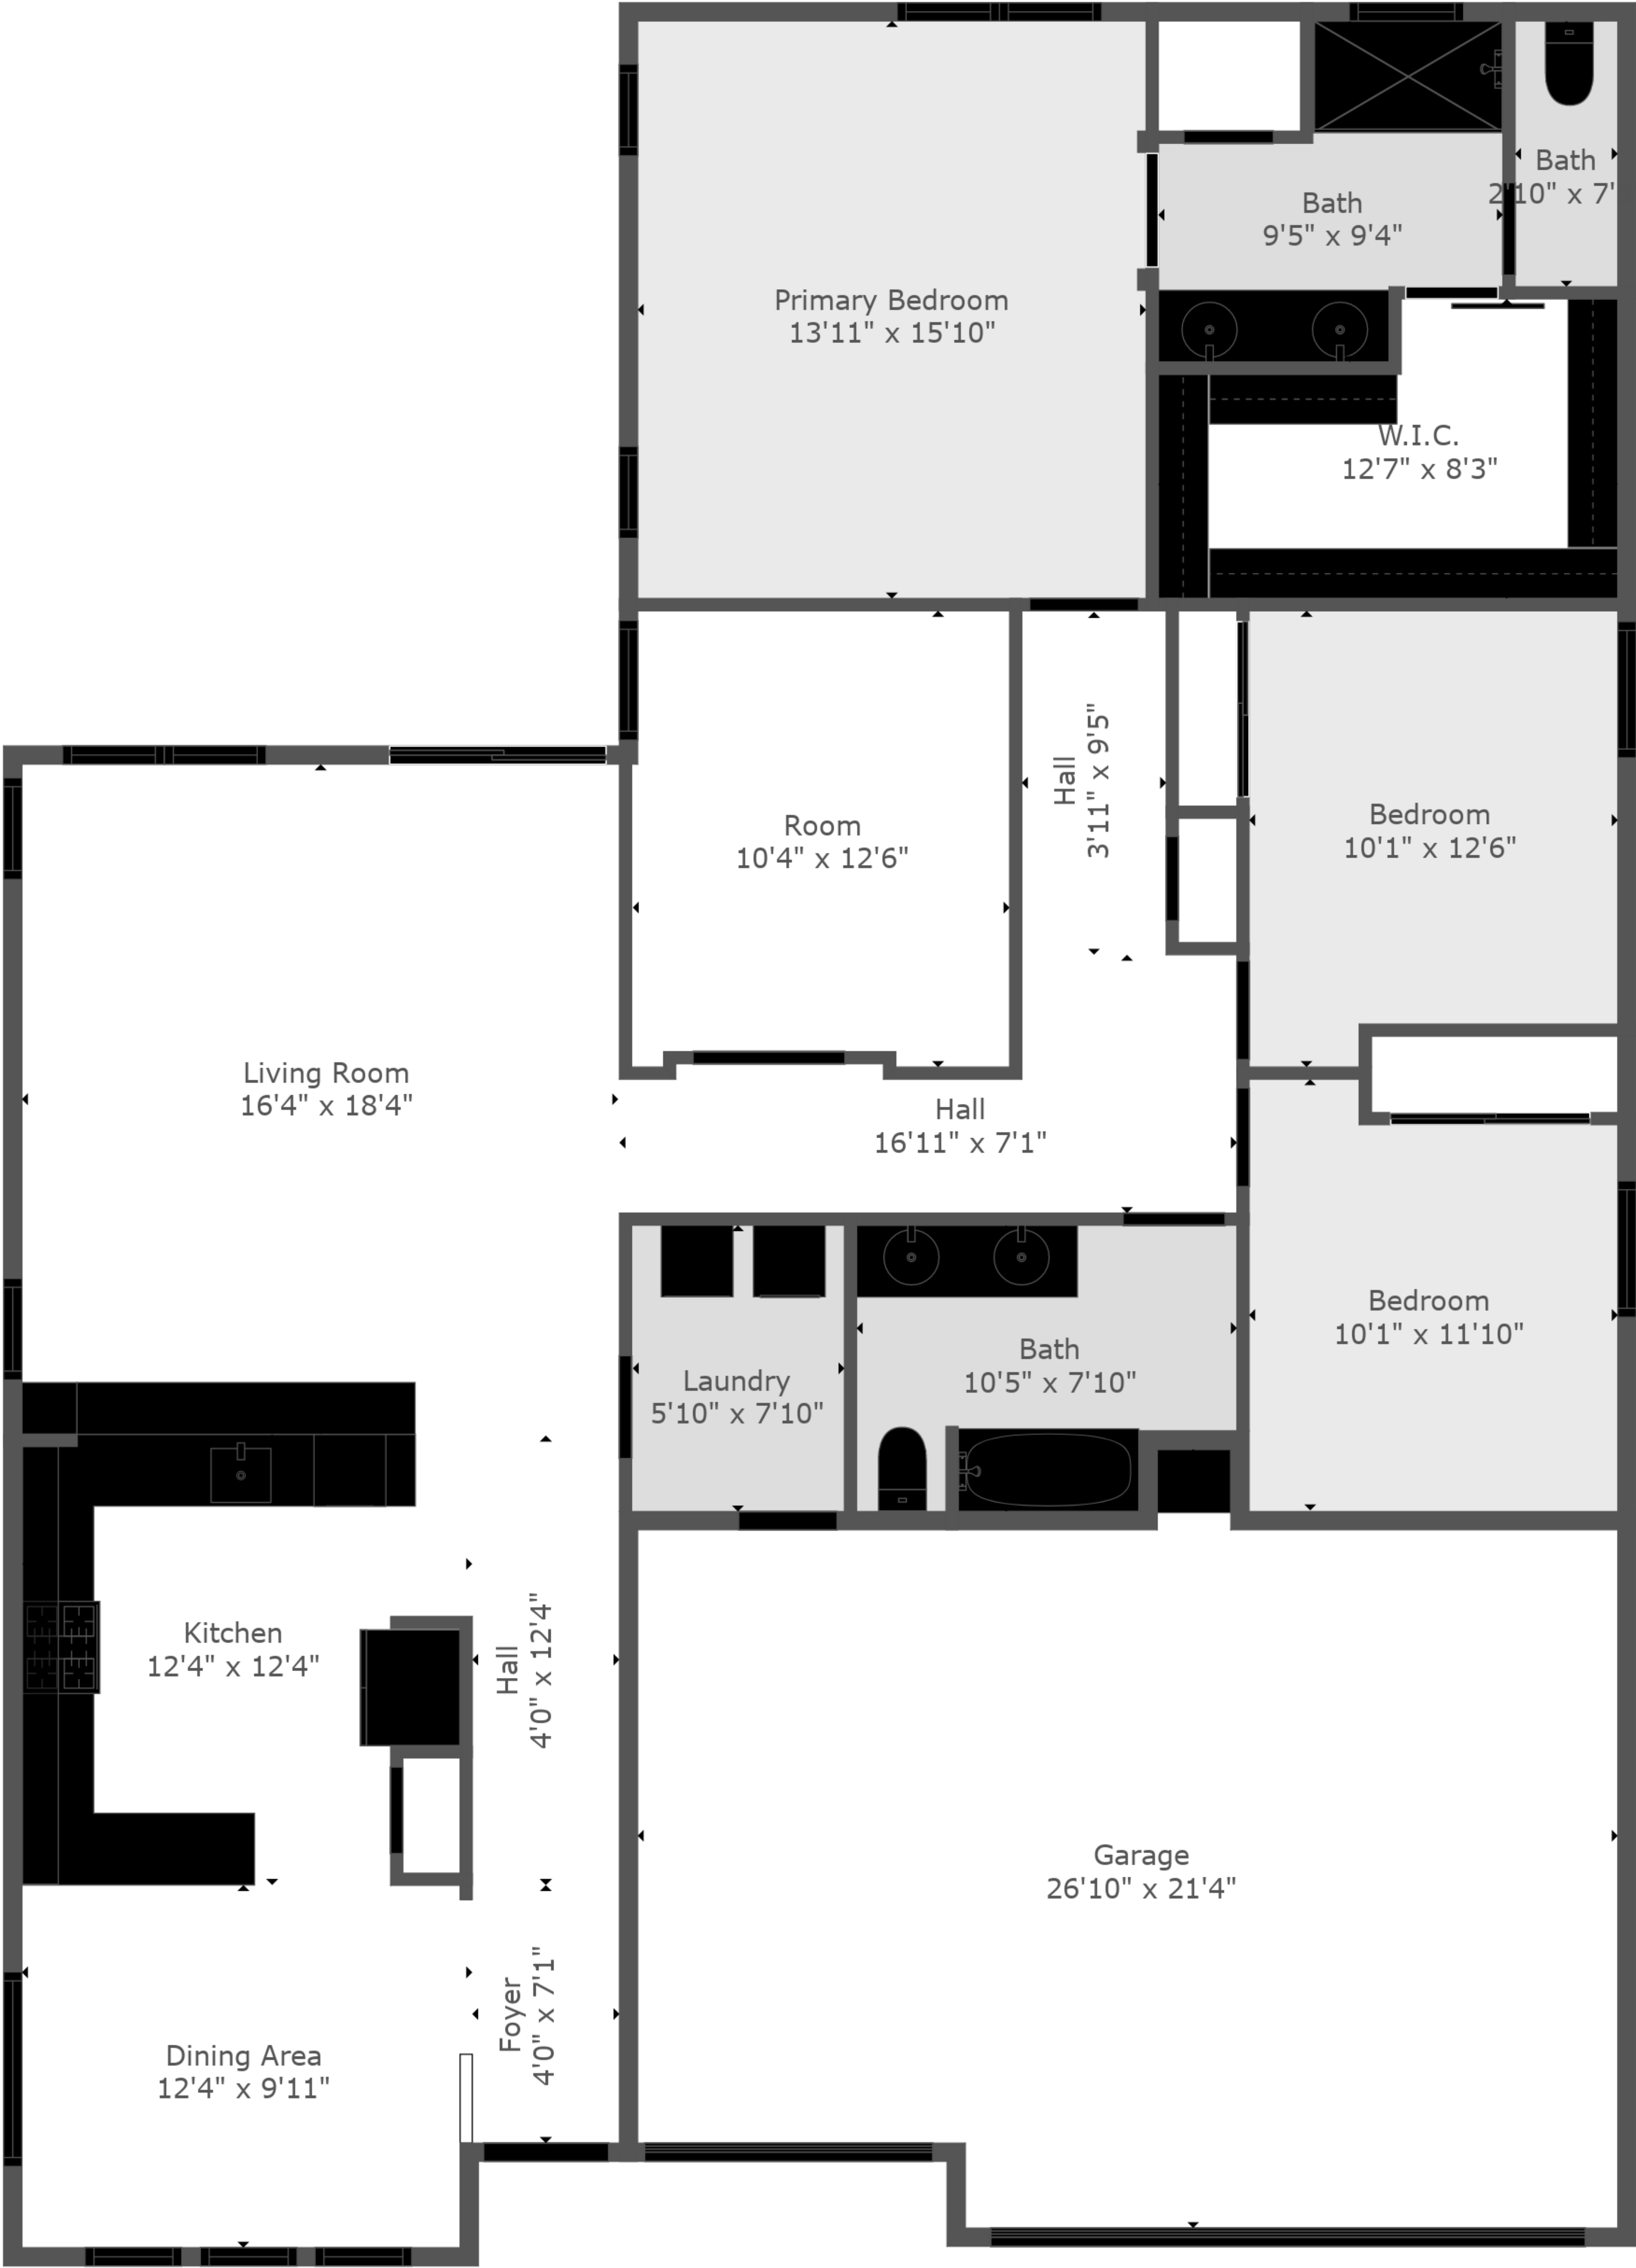 Bath
2'10" x 7'
Bath
9'5" x 9'4"
Primary Bedroom
13'11" x 15'10"
W.I.C.
12'7" x 8'3"
Hall
3'11" x 9'5"
Room
10'4" x 12'6"
Bedroom
10'1" x 12'6"
Living Room
16'4" x 18'4"
Hall
16'11" x 7'1"
Bedroom
10'1" x 11'10"
Bath
10'5" x 7'10"
Laundry
5'10" x 7'10"
Kitchen
12'4" x 12'4"
Hall
4'0" x 12'4"
Garage
26'10" x 21'4"
Foyer
4'0" x 7'1"
Dining Area
12'4" x 9'11"